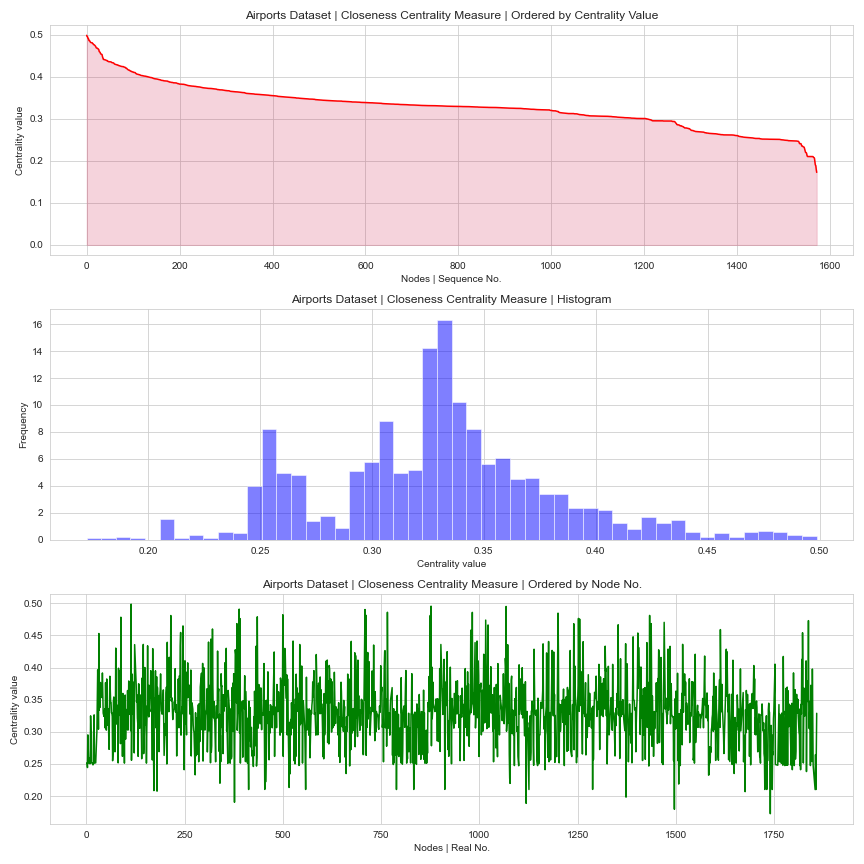 Airports Dataset | Closeness Centrality Measure | Ordered by Centrality Value
0.5
0.4
0.3
0.2
0.1
0.0
Centrality value
0 200 400 600 800 1000 1200 1400 1600
Nodes | Sequence No.
Airports Dataset | Closeness Centrality Measure | Histogram
16
14
12
10
8
6
4
2
0
Frequency
0.20 0.25 0.30 0.35 0.40 0.45 0.50
Centrality value
Airports Dataset | Closeness Centrality Measure | Ordered by Node No.
0.50
0.45
0.40
0.35
0.30
0.25
0.20
Centrality value
0 250 500 750 1000 1250 1500 1750
Nodes | Real No.